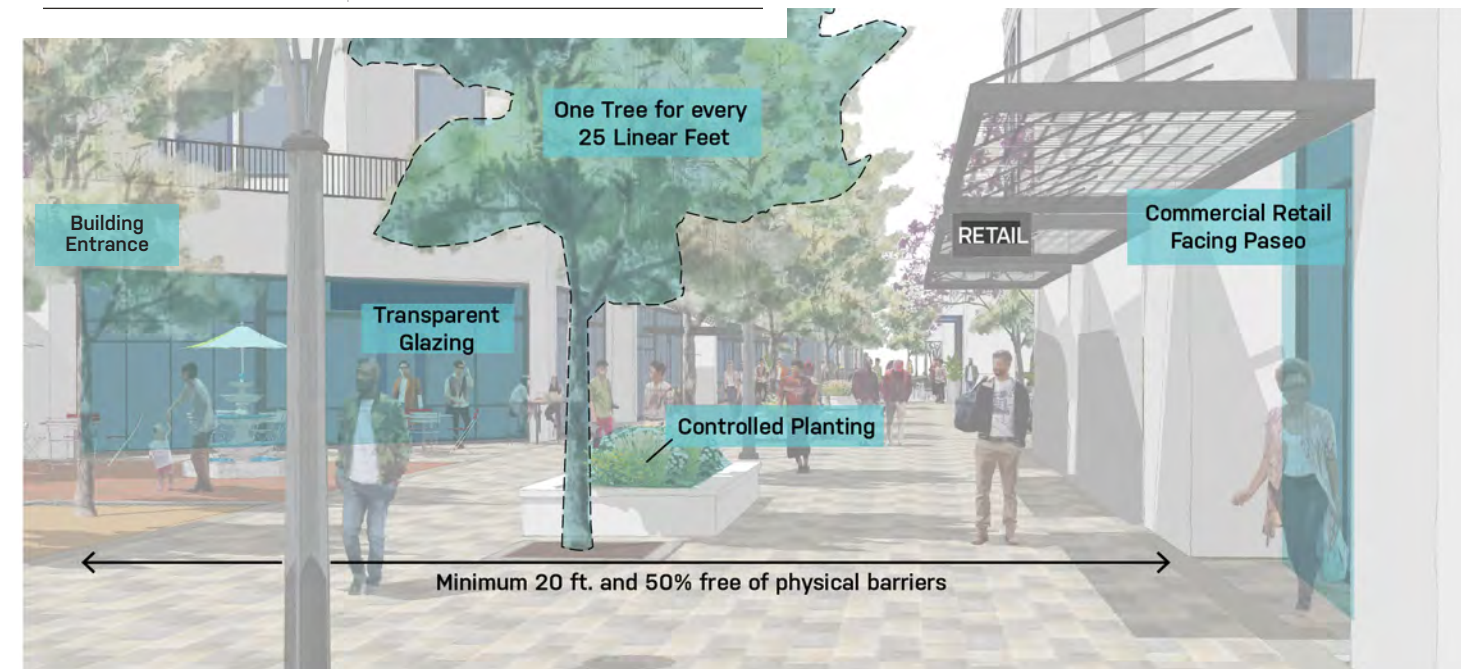 One Tree for every
25 Linear Feet
Building
Entrance
Commercial Retail
Facing Paseo
RETAIL
Transparent
Glazing
Controlled Planting
Minimum 20 ft. and 50% free of physical barriers